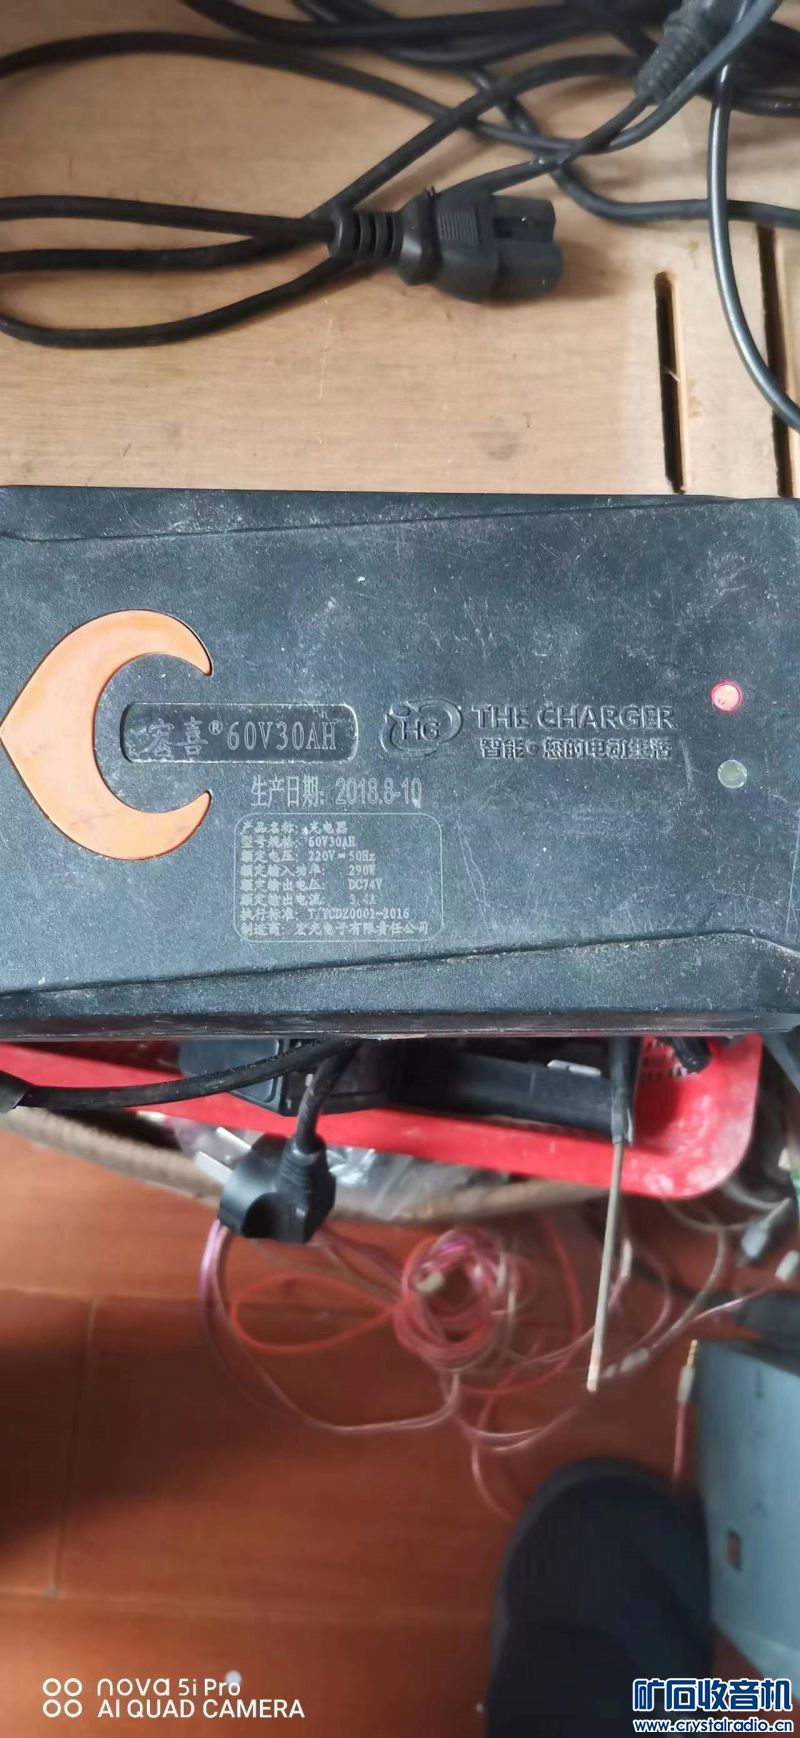 宏喜®60V30AH
HG THE CHARGER
智能·您的电动生活
生产日期: 2018.8-10
产品名称: 充电器
型号规格: 60V30AH
额定电压: 220V=50Hz
额定输入功率: 290W
额定输出电压: DC74V
额定输出电流: 3.4A
执行标准: T/TCDZ0001-2016
制造商: 宏光电子有限责任公司
nova 5i Pro
AI QUAD CAMERA
矿石收音机
www.crystalradio.cn